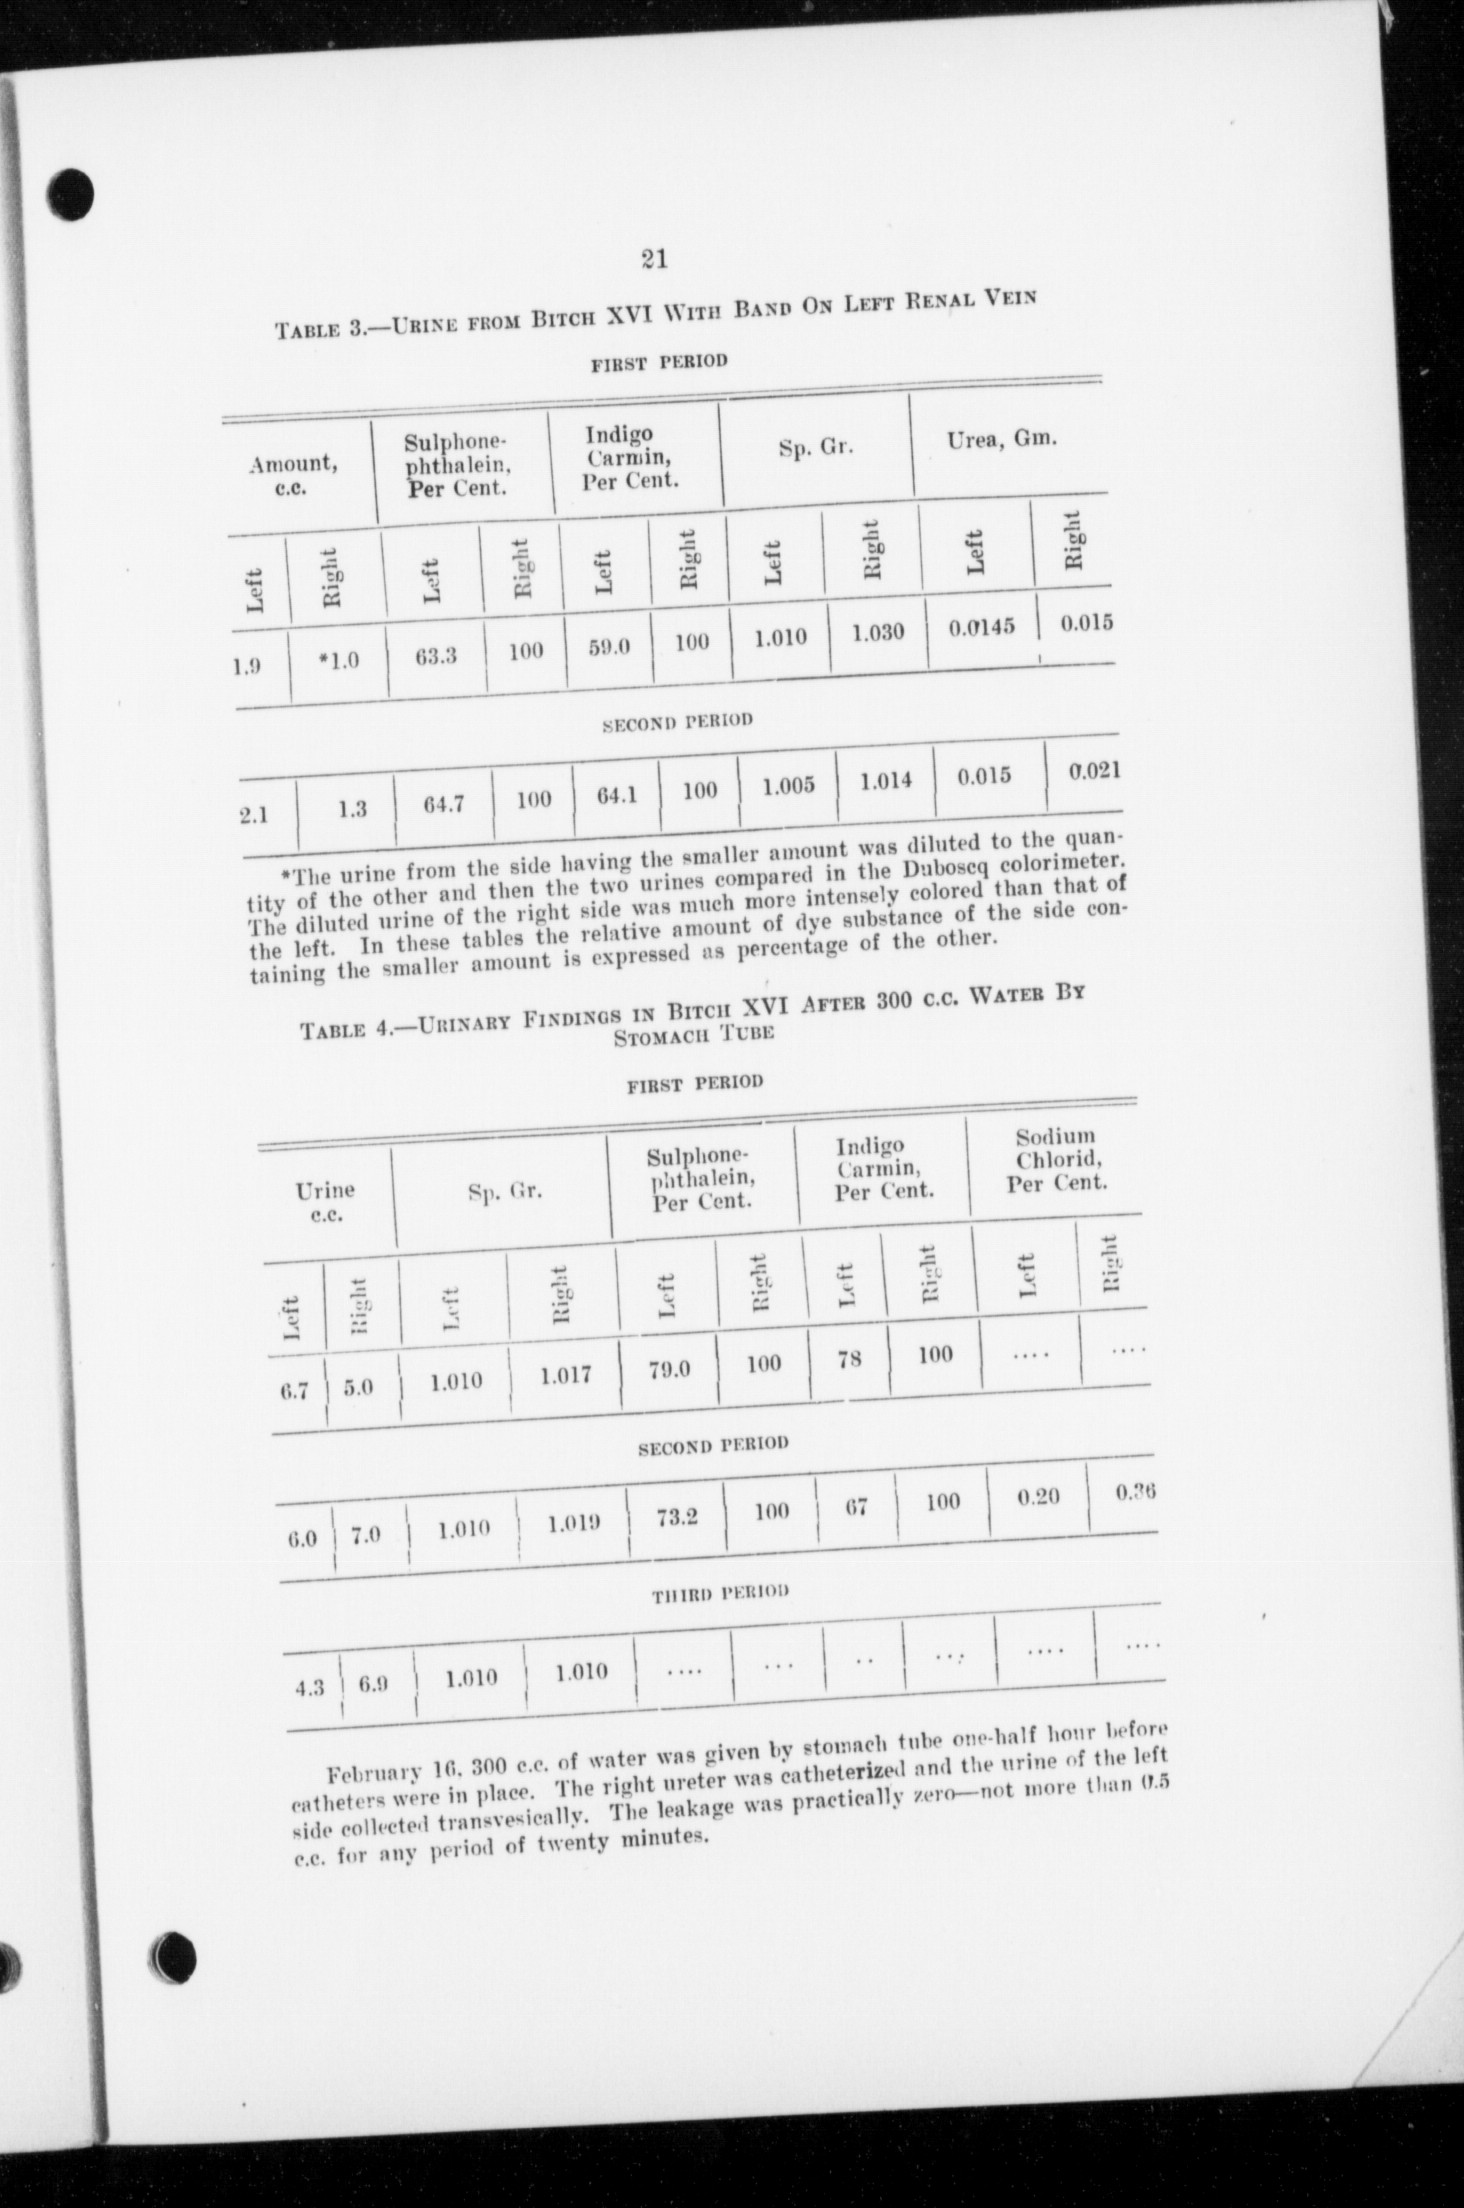 21
TABLE 3.—URINE FROM BITCH XVI WITH BAND ON LEFT RENAL VEIN
FIRST PERIOD
Amount, c.c. | Sulphone-phthalein, Per Cent. | Indigo Carmin, Per Cent. | Sp. Gr. | Urea, Gm.
Left | Right | Left | Right | Left | Right | Left | Right | Left | Right
1.9 | *1.0 | 63.3 | 100 | 59.0 | 100 | 1.010 | 1.030 | 0.0145 | 0.015
SECOND PERIOD
2.1 | 1.3 | 64.7 | 100 | 64.1 | 100 | 1.005 | 1.014 | 0.015 | 0.021
*The urine from the side having the smaller amount was diluted to the quan-
tity of the other and then the two urines compared in the Duboscq colorimeter.
The diluted urine of the right side was much more intensely colored than that of
the left. In these tables the relative amount of dye substance of the side con-
taining the smaller amount is expressed as percentage of the other.
TABLE 4.—URINARY FINDINGS IN BITCH XVI AFTER 300 C.C. WATER BY
STOMACH TUBE
FIRST PERIOD
Urine c.c. | Sp. Gr. | Sulphone-phthalein, Per Cent. | Indigo Carmin, Per Cent. | Sodium Chlorid, Per Cent.
Left | Right | Left | Right | Left | Right | Left | Right | Left | Right
6.7 | 5.0 | 1.010 | 1.017 | 79.0 | 100 | 78 | 100 | .... | ....
SECOND PERIOD
6.0 | 7.0 | 1.010 | 1.019 | 73.2 | 100 | 67 | 100 | 0.20 | 0.36
THIRD PERIOD
4.3 | 6.9 | 1.010 | 1.010 | .... | ... | .. | ... | .... | ....
February 16, 300 c.c. of water was given by stomach tube one-half hour before
catheters were in place. The right ureter was catheterized and the urine of the left
side collected transvesically. The leakage was practically zero—not more than 0.5
c.c. for any period of twenty minutes.